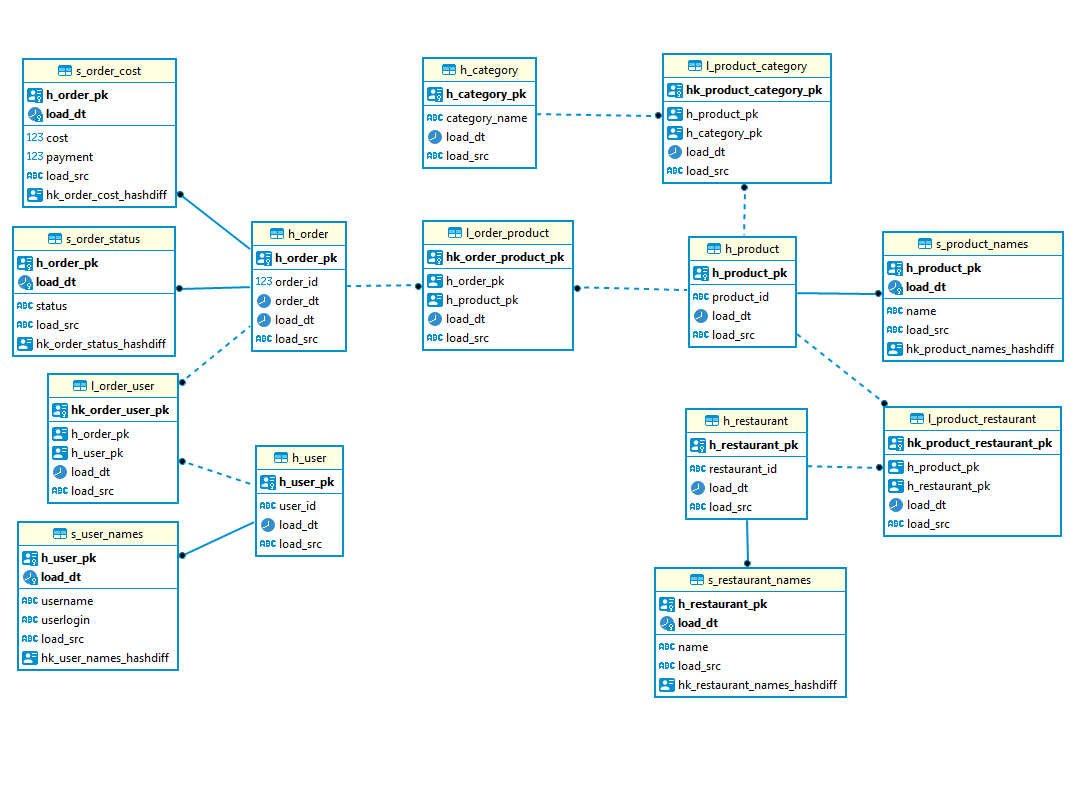 s_order_cost
h_order_pk
load_dt
123 cost
123 payment
ABC load_src
hk_order_cost_hashdiff
h_category
h_category_pk
ABC category_name
load_dt
ABC load_src
l_product_category
hk_product_category_pk
h_product_pk
h_category_pk
load_dt
ABC load_src
s_order_status
h_order_pk
load_dt
ABC status
ABC load_src
hk_order_status_hashdiff
h_order
h_order_pk
123 order_id
order_dt
load_dt
ABC load_src
l_order_product
hk_order_product_pk
h_order_pk
h_product_pk
load_dt
ABC load_src
h_product
h_product_pk
ABC product_id
load_dt
ABC load_src
s_product_names
h_product_pk
load_dt
ABC name
ABC load_src
hk_product_names_hashdiff
l_order_user
hk_order_user_pk
h_order_pk
h_user_pk
load_dt
ABC load_src
h_user
h_user_pk
ABC user_id
load_dt
ABC load_src
h_restaurant
h_restaurant_pk
ABC restaurant_id
load_dt
ABC load_src
l_product_restaurant
hk_product_restaurant_pk
h_product_pk
h_restaurant_pk
load_dt
ABC load_src
s_user_names
h_user_pk
load_dt
ABC username
ABC userlogin
ABC load_src
hk_user_names_hashdiff
s_restaurant_names
h_restaurant_pk
load_dt
ABC name
ABC load_src
hk_restaurant_names_hashdiff